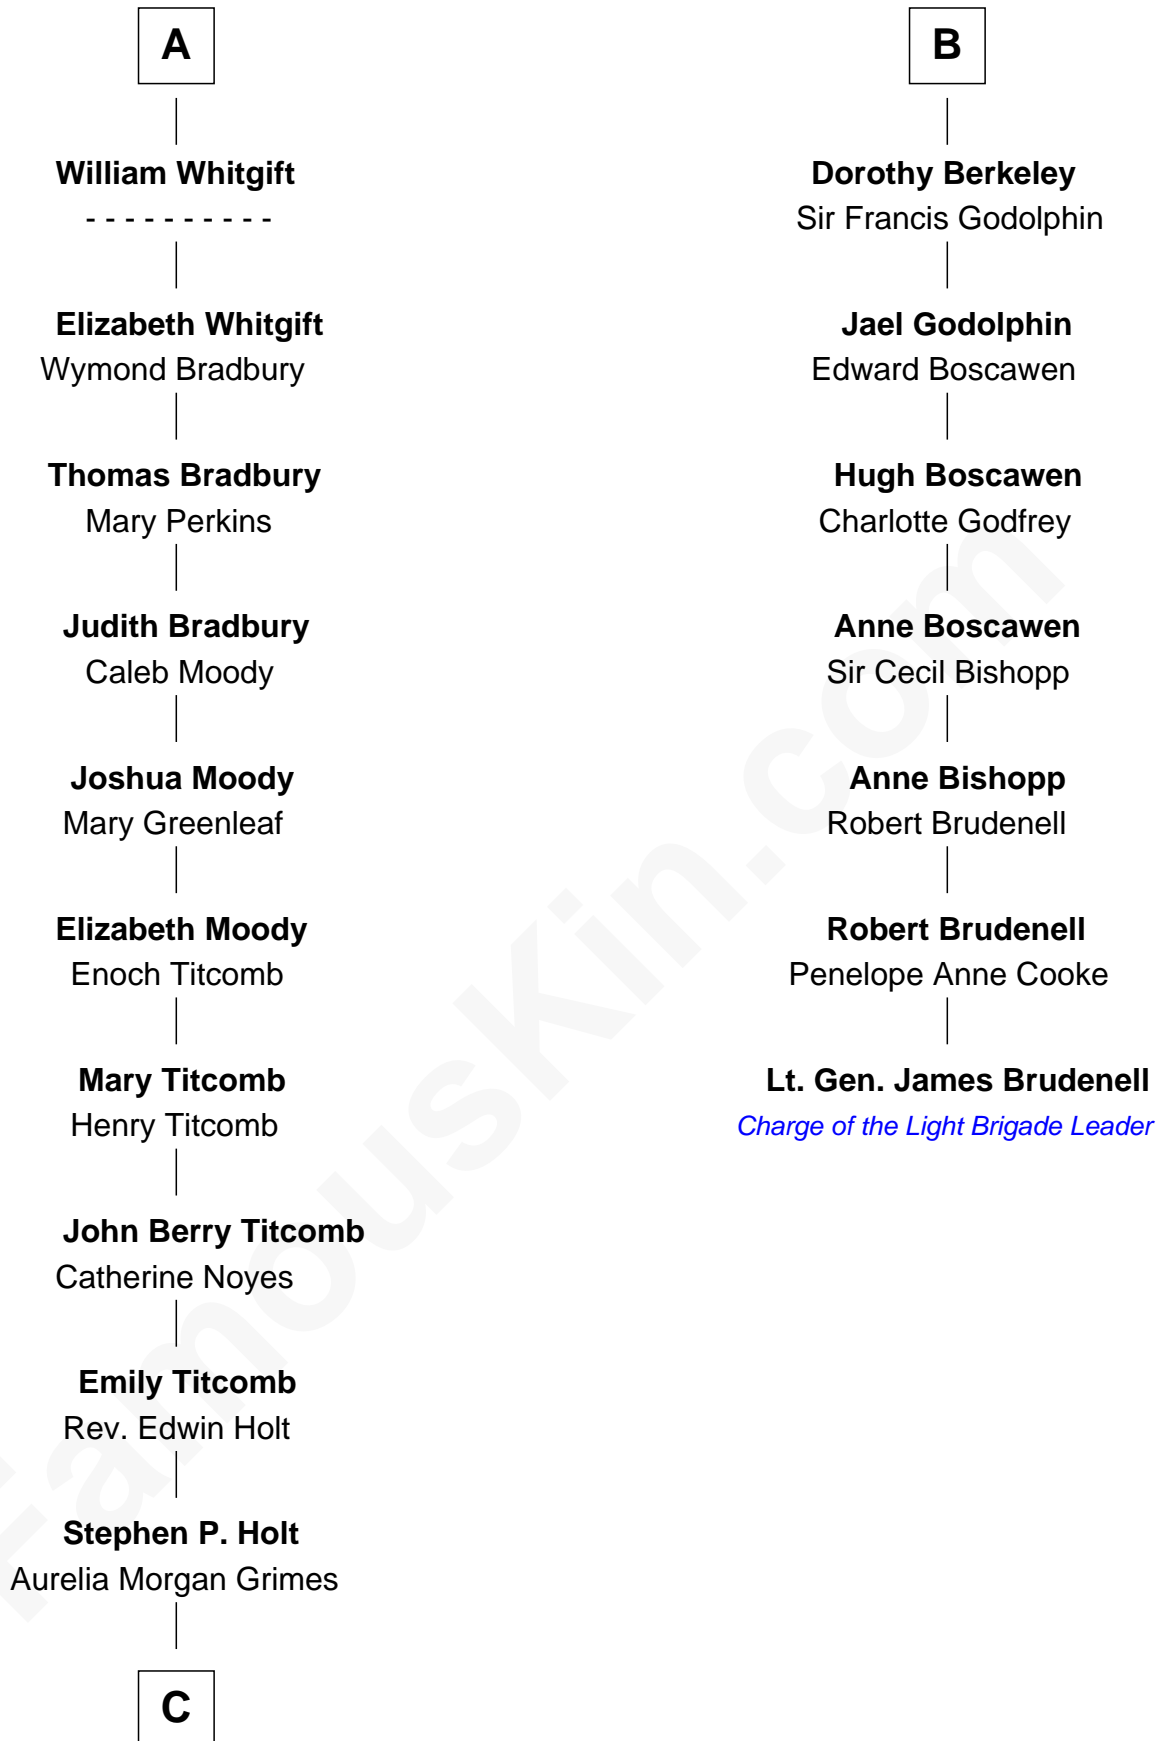 A
William Whitgift
- - - - - - - - - -
Elizabeth Whitgift
Wymond Bradbury
Thomas Bradbury
Mary Perkins
Judith Bradbury
Caleb Moody
Joshua Moody
Mary Greenleaf
Elizabeth Moody
Enoch Titcomb
Mary Titcomb
Henry Titcomb
John Berry Titcomb
Catherine Noyes
Emily Titcomb
Rev. Edwin Holt
Stephen P. Holt
Aurelia Morgan Grimes
C
B
Dorothy Berkeley
Sir Francis Godolphin
Jael Godolphin
Edward Boscawen
Hugh Boscawen
Charlotte Godfrey
Anne Boscawen
Sir Cecil Bishopp
Anne Bishopp
Robert Brudenell
Robert Brudenell
Penelope Anne Cooke
Lt. Gen. James Brudenell
Charge of the Light Brigade Leader
FamousKin.com